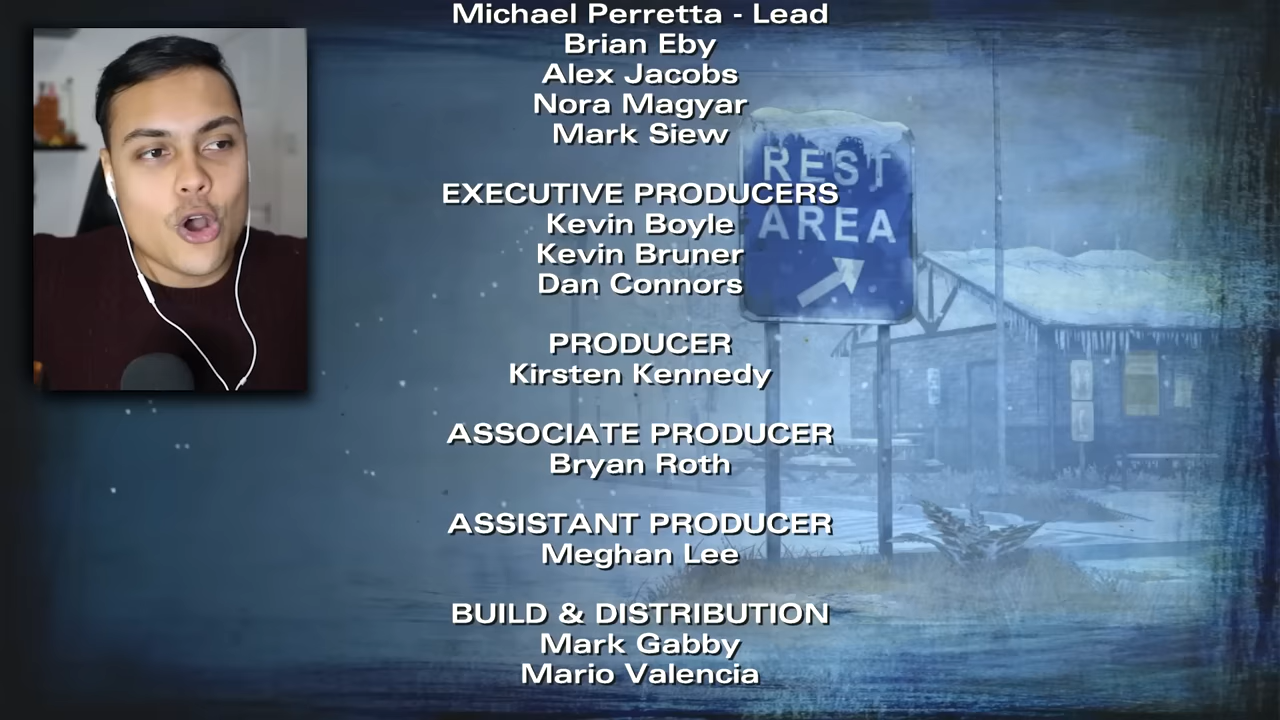 Michael Perretta - Lead
Brian Eby
Alex Jacobs
Nora Magyar
Mark Siew
EXECUTIVE PRODUCERS
Kevin Boyle
Kevin Bruner
Dan Connors
PRODUCER
Kirsten Kennedy
ASSOCIATE PRODUCER
Bryan Roth
ASSISTANT PRODUCER
Meghan Lee
BUILD & DISTRIBUTION
Mark Gabby
Mario Valencia
REST
AREA